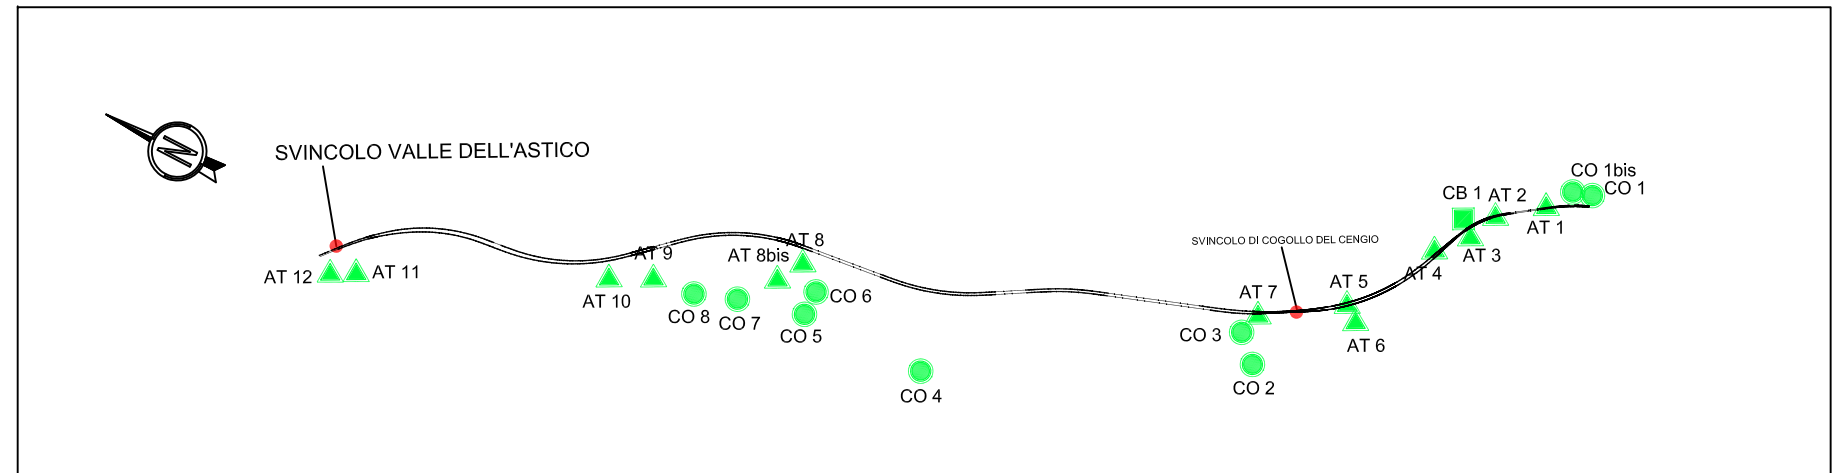 N
SVINCOLO VALLE DELL'ASTICO
AT 12
AT 11
AT 10
AT 9
CO 8
CO 7
AT 8bis
AT 8
CO 6
CO 5
CO 4
SVINCOLO DI COGOLLO DEL CENGIO
AT 7
CO 3
CO 2
AT 5
AT 6
AT 4
CB 1
AT 3
AT 2
AT 1
CO 1bis
CO 1